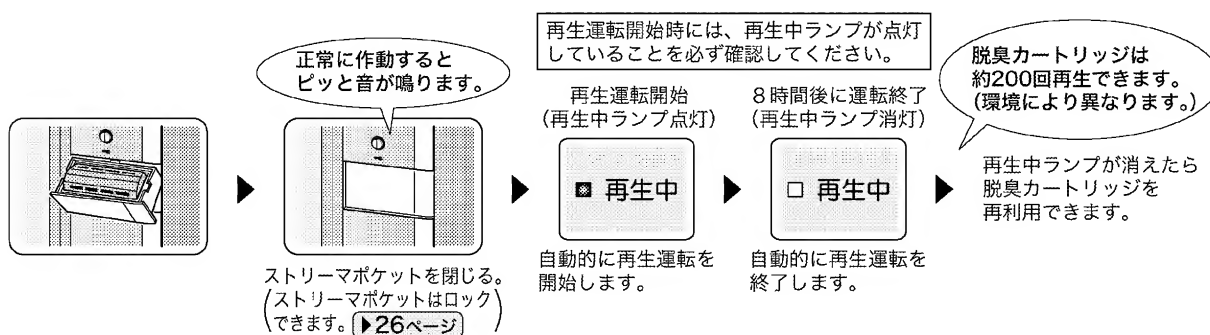 正常に作動すると
ピッと音が鳴ります。
ストリーマポケットを閉じる。
(ストリーマポケットはロック
できます。▶26ページ)
再生運転開始時には、再生中ランプが点灯
していることを必ず確認してください。
再生運転開始
(再生中ランプ点灯)
再生中
自動的に再生運転を
開始します。
8時間後に運転終了
(再生中ランプ消灯)
再生中
自動的に再生運転を
終了します。
脱臭カートリッジは
約200回再生できます。
(環境により異なります。)
再生中ランプが消えたら
脱臭カートリッジを
再利用できます。